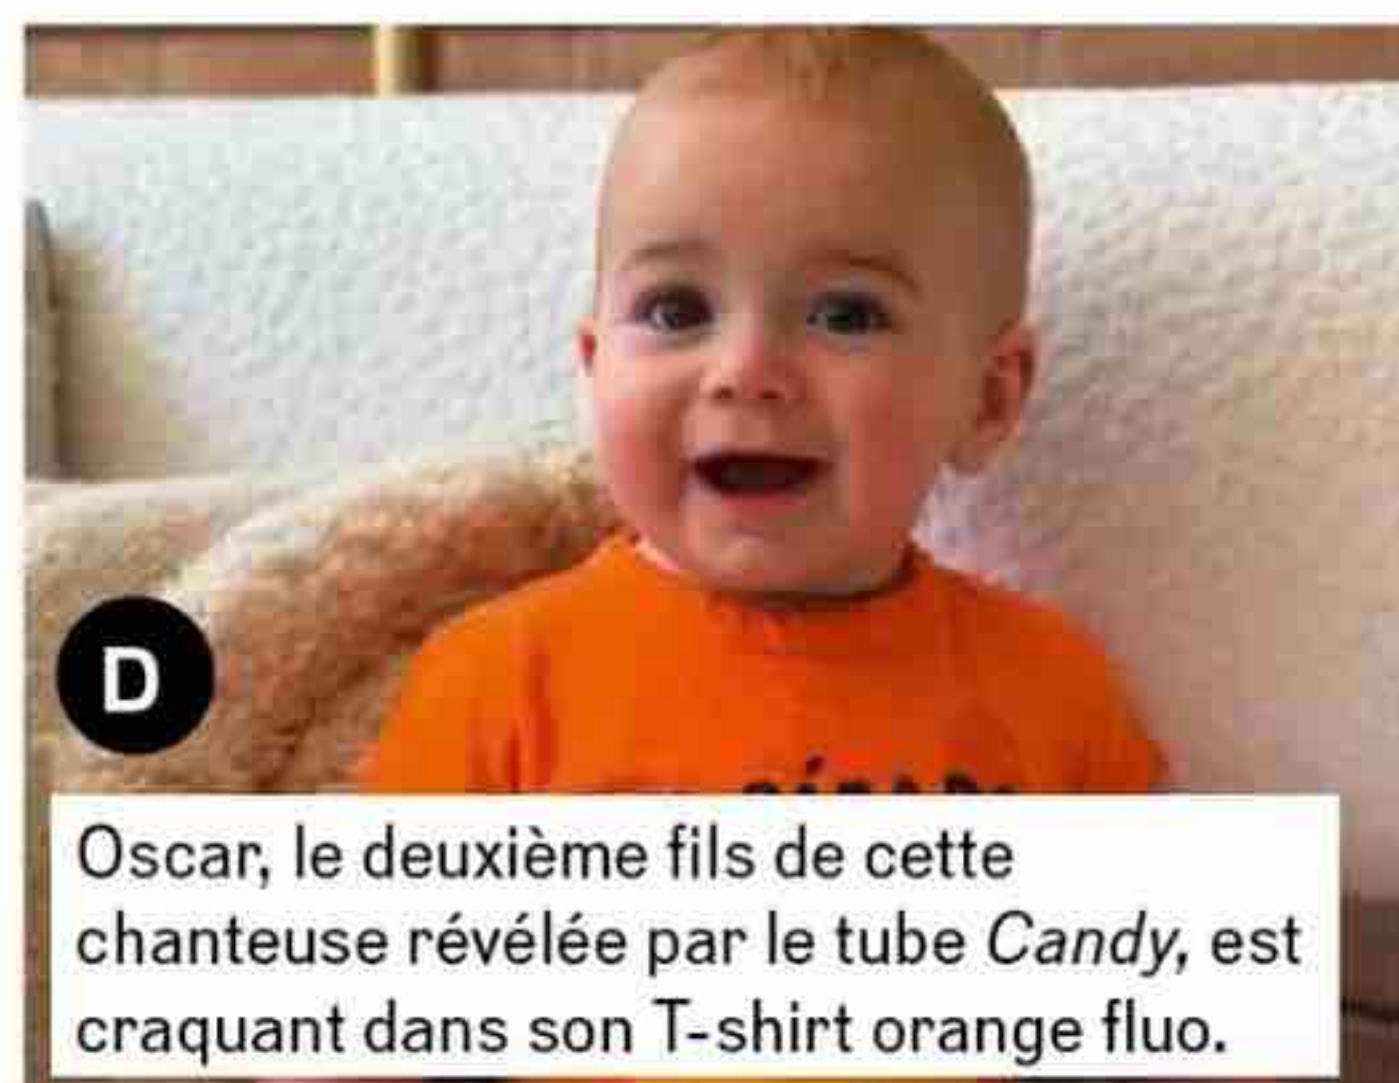 D
Oscar, le deuxième fils de cette
chanteuse révélée par le tube Candy, est
craquant dans son T-shirt orange fluo.